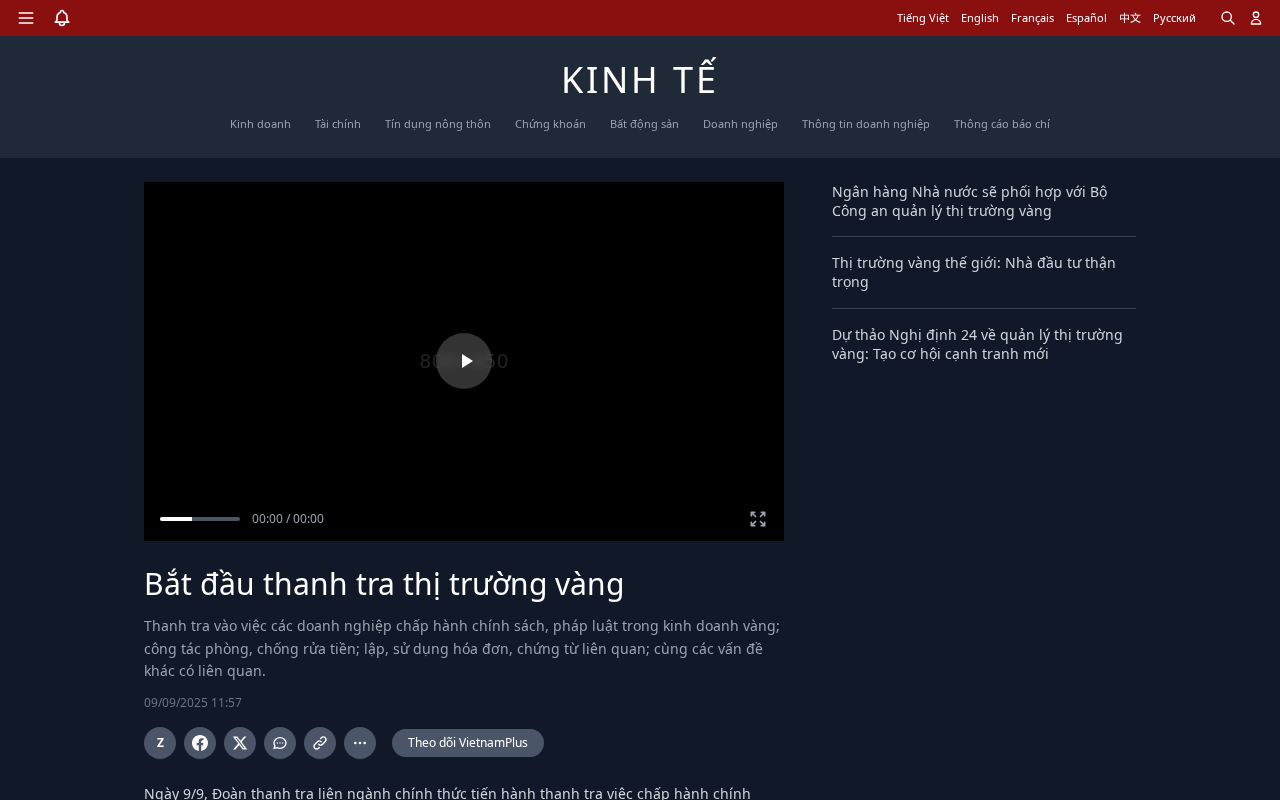 Tiếng Việt English Français Español 中文 Русский
KINH TẾ
Kinh doanh Tài chính Tín dụng nông thôn Chứng khoán Bất động sản Doanh nghiệp Thông tin doanh nghiệp Thông cáo báo chí
00:00 / 00:00
Bắt đầu thanh tra thị trường vàng
Thanh tra vào việc các doanh nghiệp chấp hành chính sách, pháp luật trong kinh doanh vàng;
công tác phòng, chống rửa tiền; lập, sử dụng hóa đơn, chứng từ liên quan; cùng các vấn đề
khác có liên quan.
09/09/2025 11:57
Z
Theo dõi VietnamPlus
Ngày 9/9, Đoàn thanh tra liên ngành chính thức tiến hành thanh tra việc chấp hành chính
Ngân hàng Nhà nước sẽ phối hợp với Bộ
Công an quản lý thị trường vàng
Thị trường vàng thế giới: Nhà đầu tư thận
trọng
Dự thảo Nghị định 24 về quản lý thị trường
vàng: Tạo cơ hội cạnh tranh mới